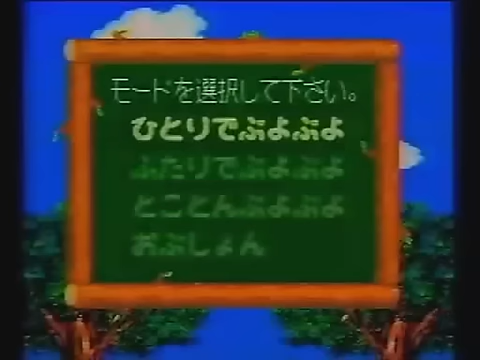 モードを選択して下さい。
ひとりでぷよぷよ
ふたりでぷよぷよ
とことんぷよぷよ
おぷしょん